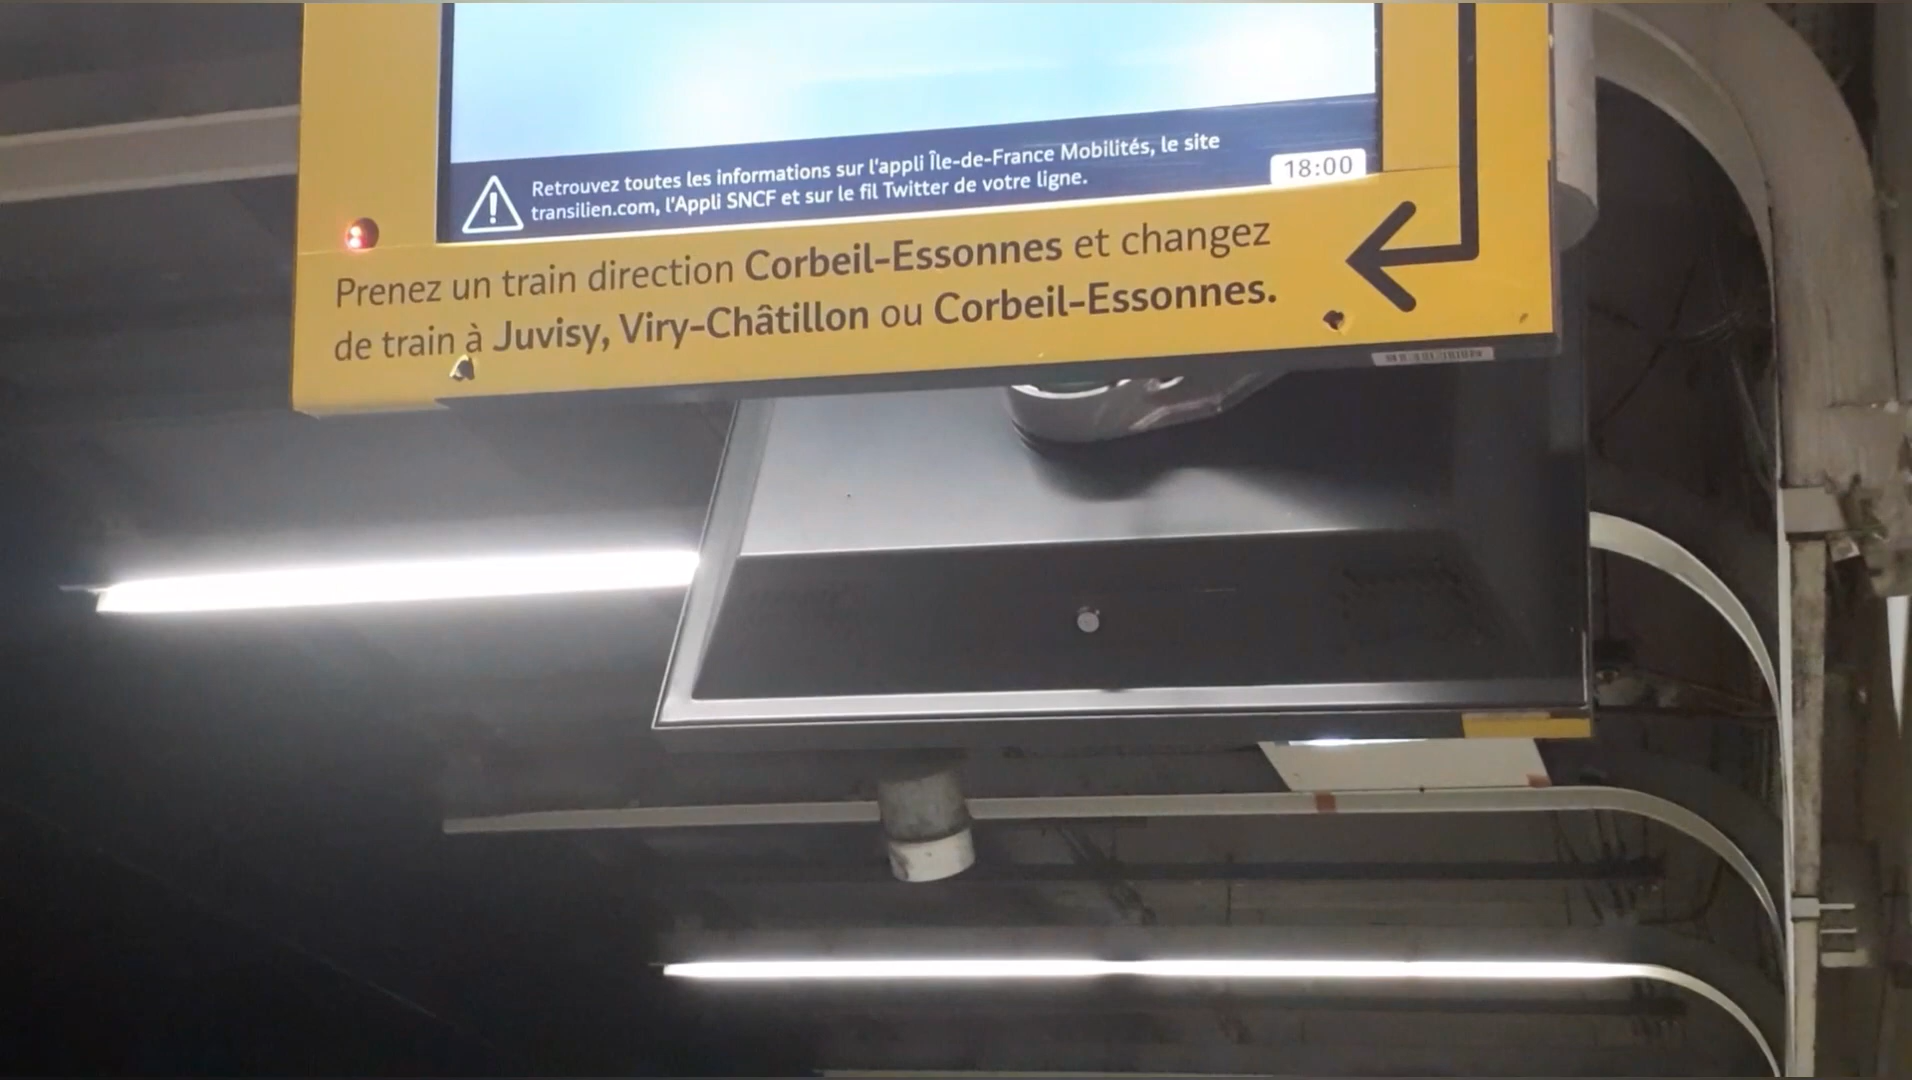 Retrouvez toutes les informations sur l'appli Île-de-France Mobilités, le site
transilien.com, l'Appli SNCF et sur le fil Twitter de votre ligne.
18:00
Prenez un train direction Corbeil-Essonnes et changez
de train à Juvisy, Viry-Châtillon ou Corbeil-Essonnes.